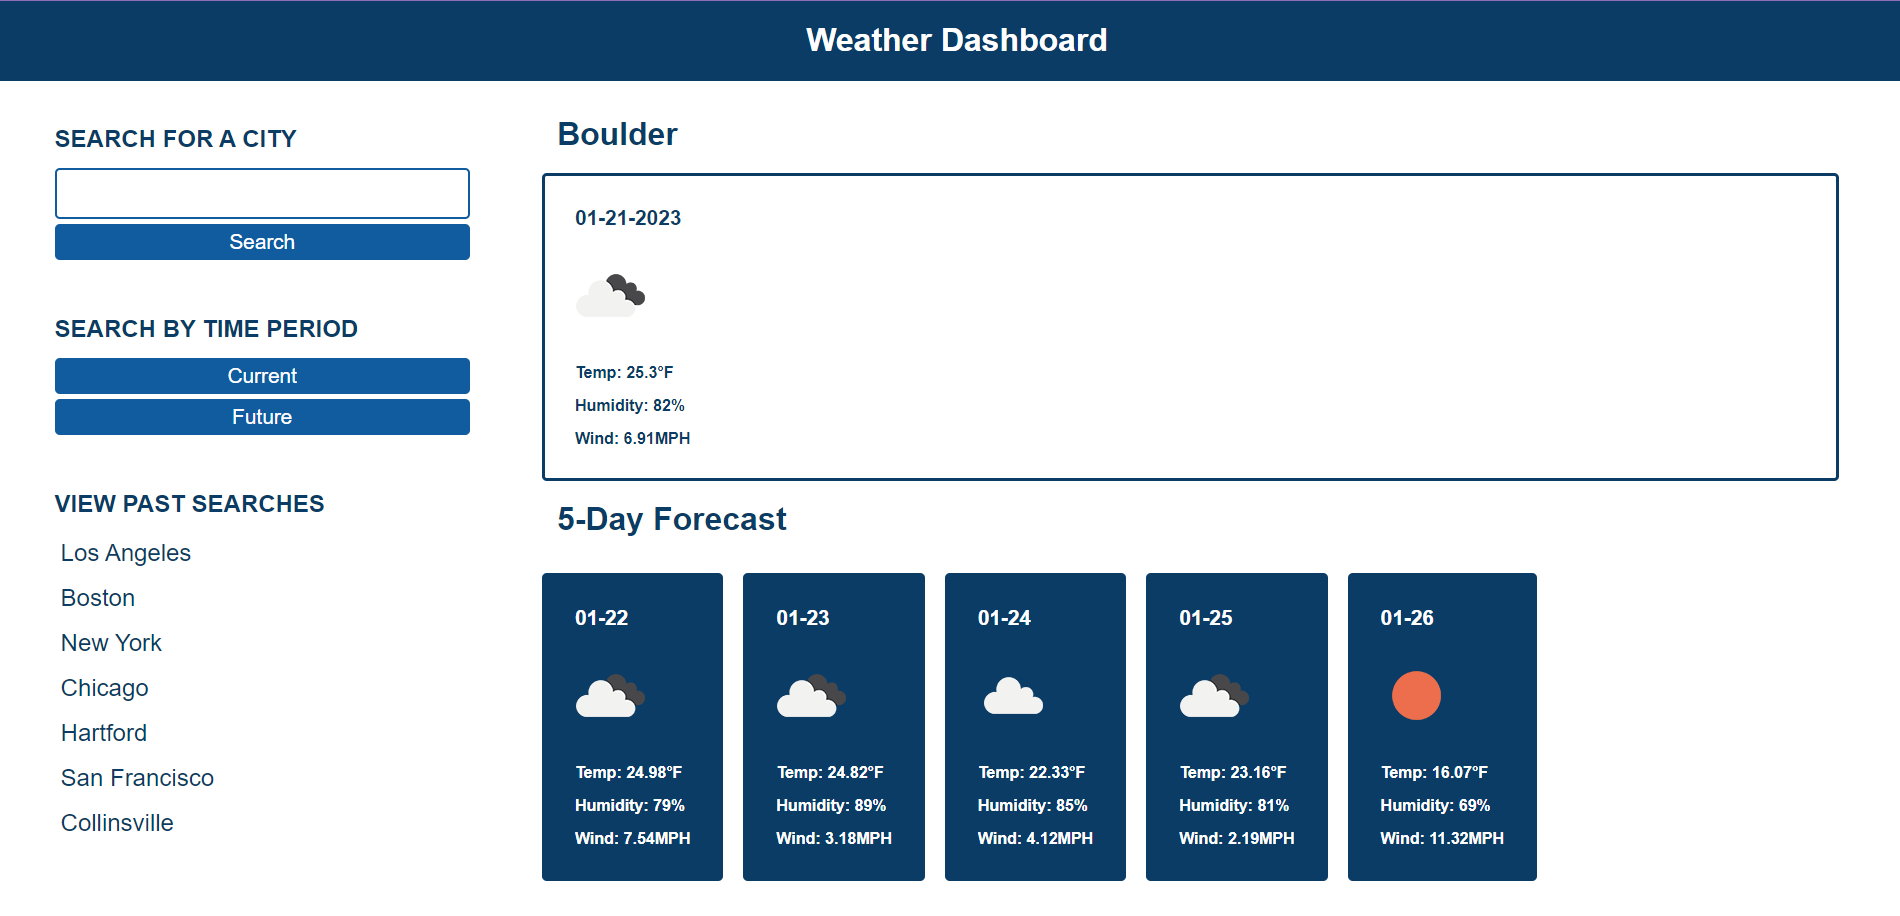 Weather Dashboard
SEARCH FOR A CITY
Search
SEARCH BY TIME PERIOD
Current
Future
VIEW PAST SEARCHES
Los Angeles
Boston
New York
Chicago
Hartford
San Francisco
Collinsville
Boulder
01-21-2023
Temp: 25.3°F
Humidity: 82%
Wind: 6.91MPH
5-Day Forecast
01-22
Temp: 24.98°F
Humidity: 79%
Wind: 7.54MPH
01-23
Temp: 24.82°F
Humidity: 89%
Wind: 3.18MPH
01-24
Temp: 22.33°F
Humidity: 85%
Wind: 4.12MPH
01-25
Temp: 23.16°F
Humidity: 81%
Wind: 2.19MPH
01-26
Temp: 16.07°F
Humidity: 69%
Wind: 11.32MPH